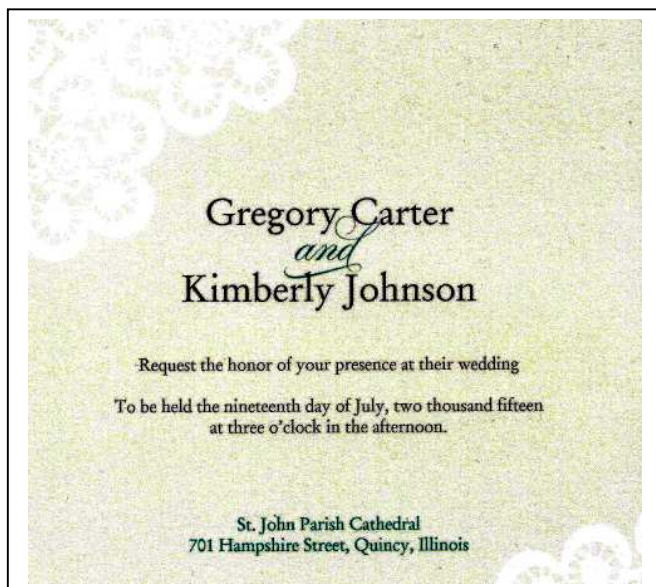 Gregory Carter
and
Kimberly Johnson
Request the honor of your presence at their wedding
To be held the nineteenth day of July, two thousand fifteen
at three o'clock in the afternoon.
St. John Parish Cathedral
701 Hampshire Street, Quincy, Illinois